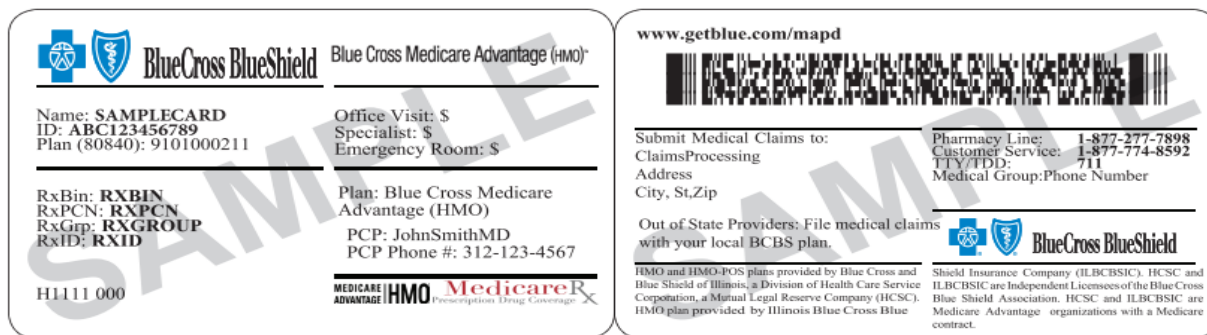 BlueCross BlueShield
Blue Cross Medicare Advantage (HMO)℠
Name: SAMPLECARD
ID: ABC123456789
Plan (80840): 9101000211
Office Visit: $
Specialist: $
Emergency Room: $
RxBin: RXBIN
RxPCN: RXPCN
RxGrp: RXGROUP
RxID: RXID
H1111 000
Plan: Blue Cross Medicare
Advantage (HMO)
PCP: JohnSmithMD
PCP Phone #: 312-123-4567
MEDICARE
ADVANTAGE HMO
MedicareRx
Prescription Drug Coverage
SAMPLE
www.getblue.com/mapd
Submit Medical Claims to:
ClaimsProcessing
Address
City, St,Zip
Out of State Providers: File medical claims
with your local BCBS plan.
HMO and HMO-POS plans provided by Blue Cross and
Blue Shield of Illinois, a Division of Health Care Service
Corporation, a Mutual Legal Reserve Company (HCSC).
HMO plan provided by Illinois Blue Cross Blue
Pharmacy Line: 1-877-277-7898
Customer Service: 1-877-774-8592
TTY/TDD: 711
Medical Group:Phone Number
BlueCross BlueShield
Shield Insurance Company (ILBCBSIC). HCSC and
ILBCBSIC are Independent Licensees of the Blue Cross
Blue Shield Association. HCSC and ILBCBSIC are
Medicare Advantage organizations with a Medicare
contract.
SAMPLE